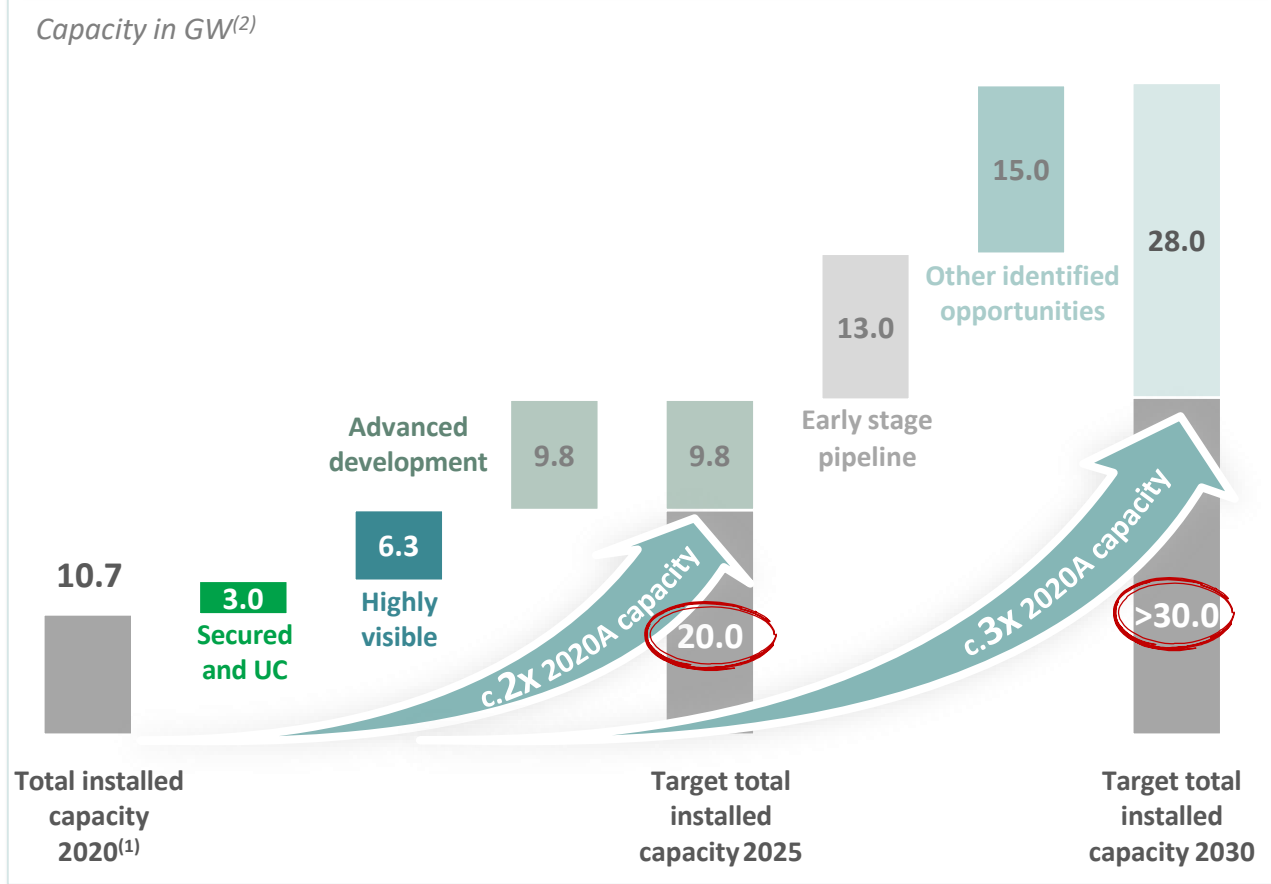 Capacity in GW(2)
10.7
3.0
Secured
and UC
6.3
Highly
visible
Advanced
development
9.8
9.8
20.0
c.2x 2020A capacity
13.0
Early stage
pipeline
15.0
Other identified
opportunities
28.0
>30.0
c.3x 2020A capacity
Total installed
capacity
2020(1)
Target total
installed
capacity 2025
Target total
installed
capacity 2030